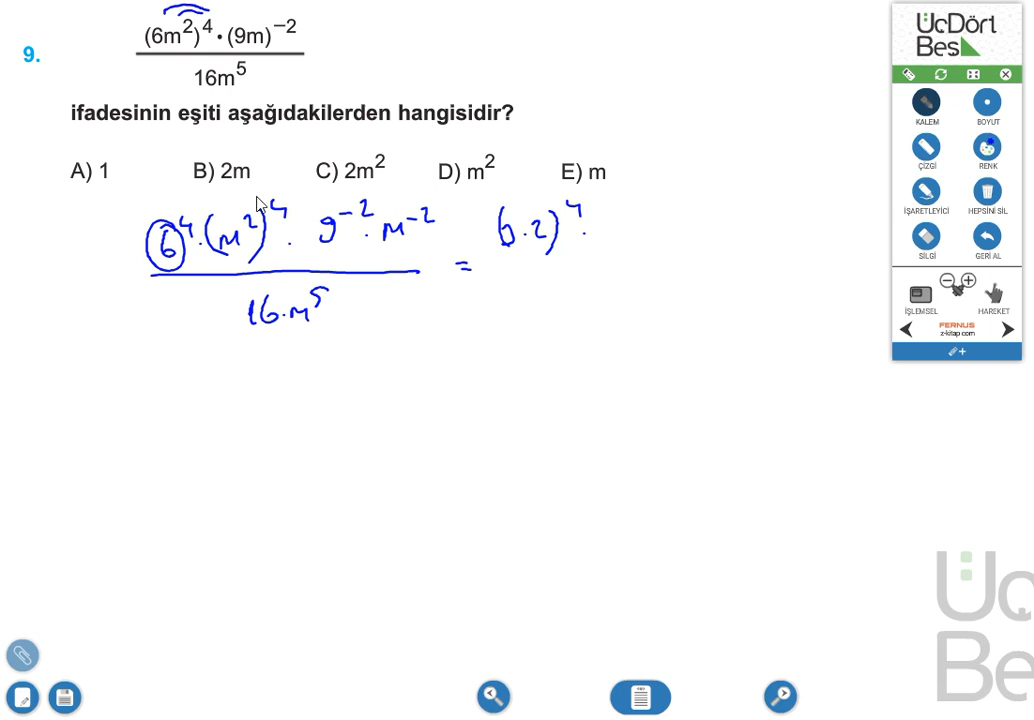 9. (6m²)⁴ · (9m)⁻² / 16m⁵
ifadesinin eşiti aşağıdakilerden hangisidir?
A) 1 B) 2m C) 2m² D) m² E) m
6⁴ · (m²)⁴ · 9⁻² · m⁻² / 16 · m⁵ = (3 · 2)⁴ ·
ÜçDört
Beş
KALEM BOYUT
ÇİZGİ RENK
İŞARETLEYİCİ HEPSİNİ SİL
SİLGİ GERİ AL
İŞLEMSEL HAREKET
FERNUS
z-kitap.com
Üç
Be